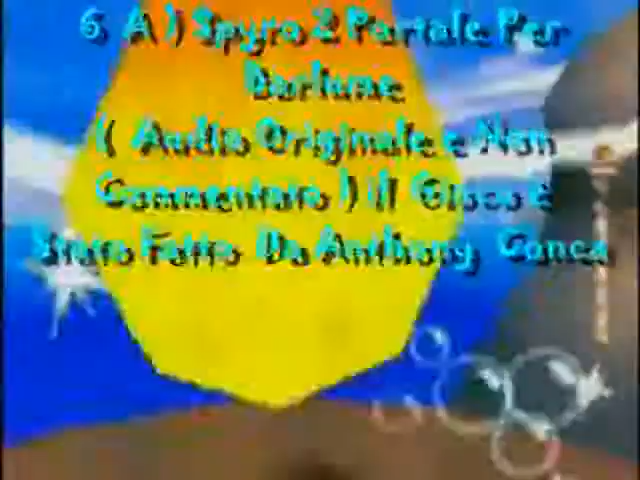 6. A ) Spyro 2 Portale Per
Barlume
( Audio Originale e Non
Commentato ) il Gioco è
Stato Fatto Da Anthony Conca